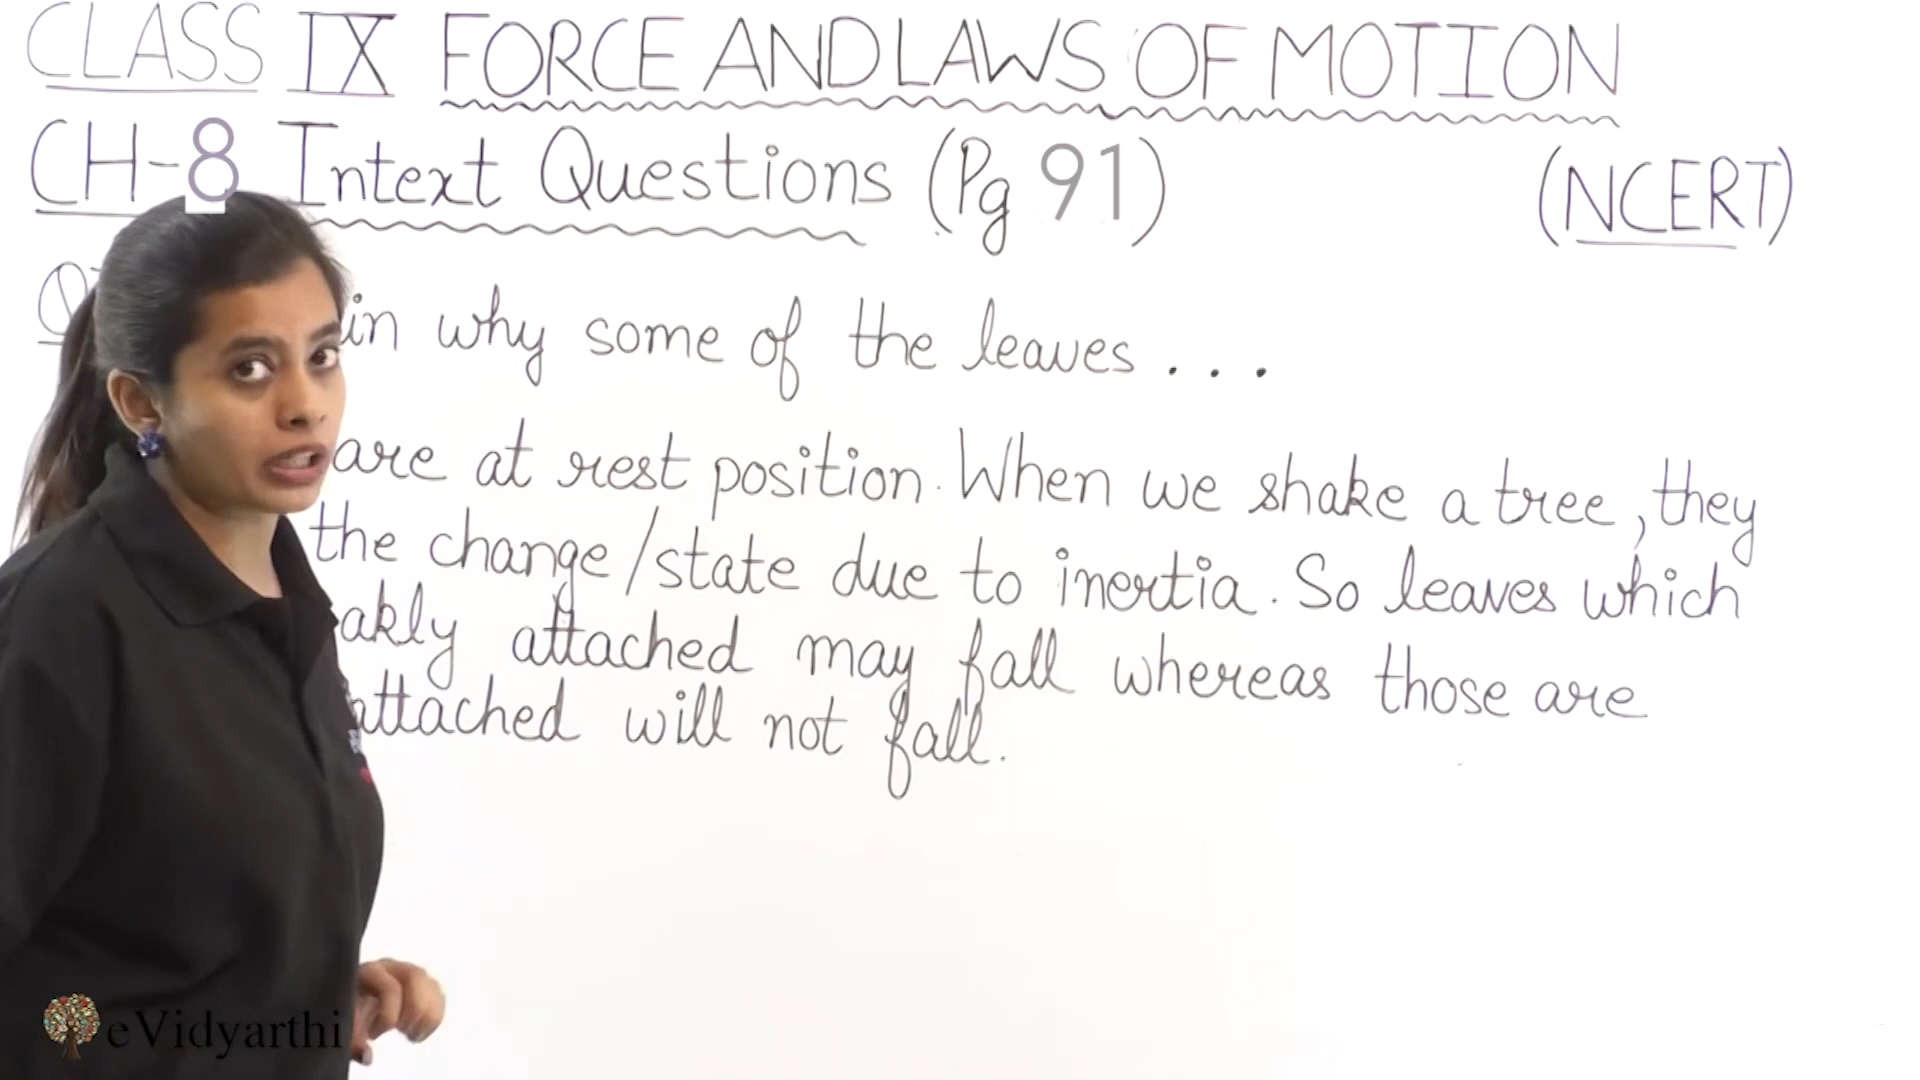 CLASS IX FORCE AND LAWS OF MOTION
CH-8 Intext Questions (Pg 91) (NCERT)
why some of the leaves ...
are at rest position. When we shake a tree, they
the change/state due to inertia. So leaves which
attached may fall whereas those are
attached will not fall.
eVidyarthi